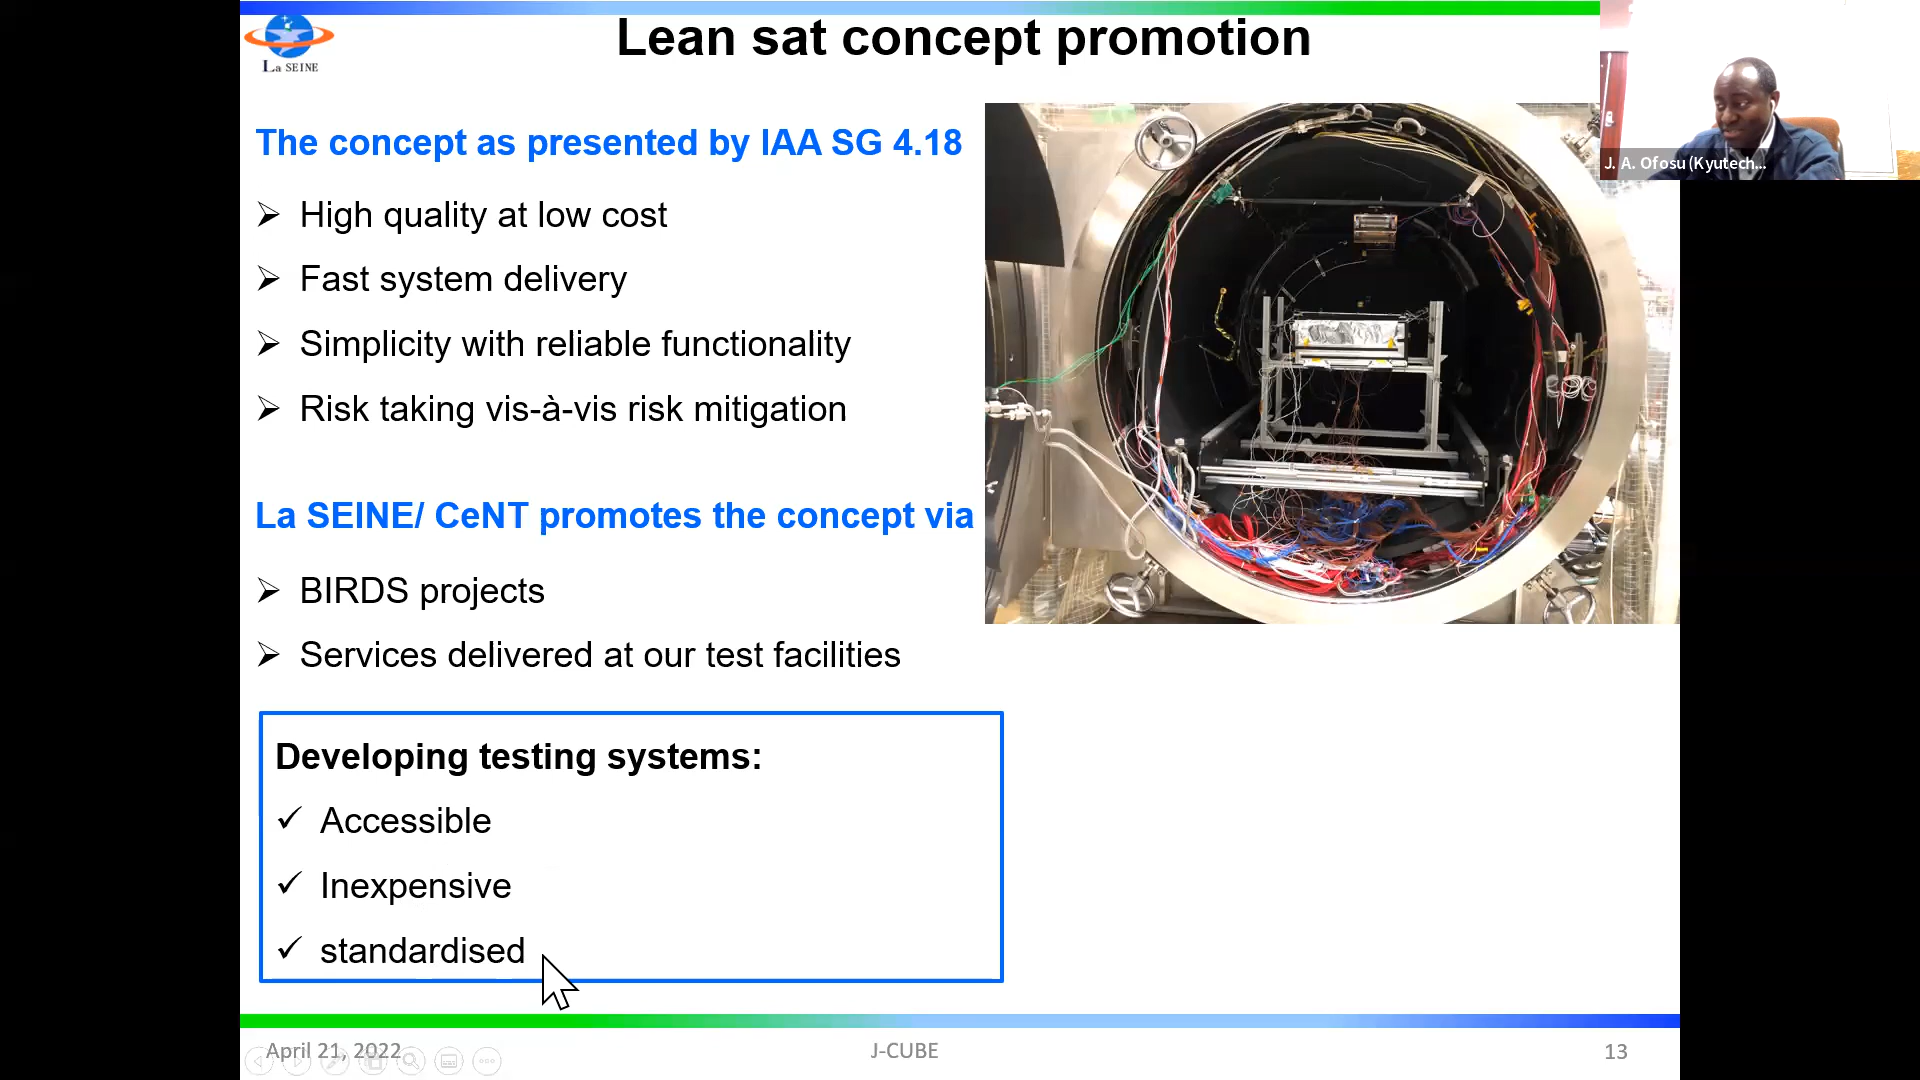 Lean sat concept promotion
La SEINE
J. A. Ofosu (Kyutech...
The concept as presented by IAA SG 4.18
High quality at low cost
Fast system delivery
Simplicity with reliable functionality
Risk taking vis-à-vis risk mitigation
La SEINE/ CeNT promotes the concept via
BIRDS projects
Services delivered at our test facilities
Developing testing systems:
Accessible
Inexpensive
standardised
April 21, 2022
J-CUBE
13